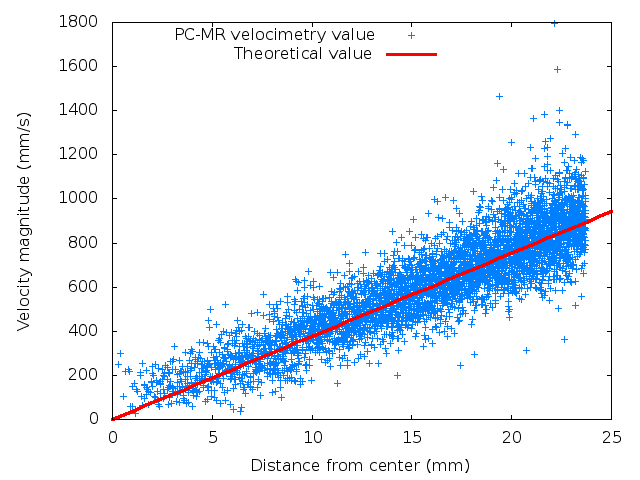 1800
1600
1400
1200
1000
800
600
400
200
0
0 5 10 15 20 25
PC-MR velocimetry value
Theoretical value
Velocity magnitude (mm/s)
Distance from center (mm)